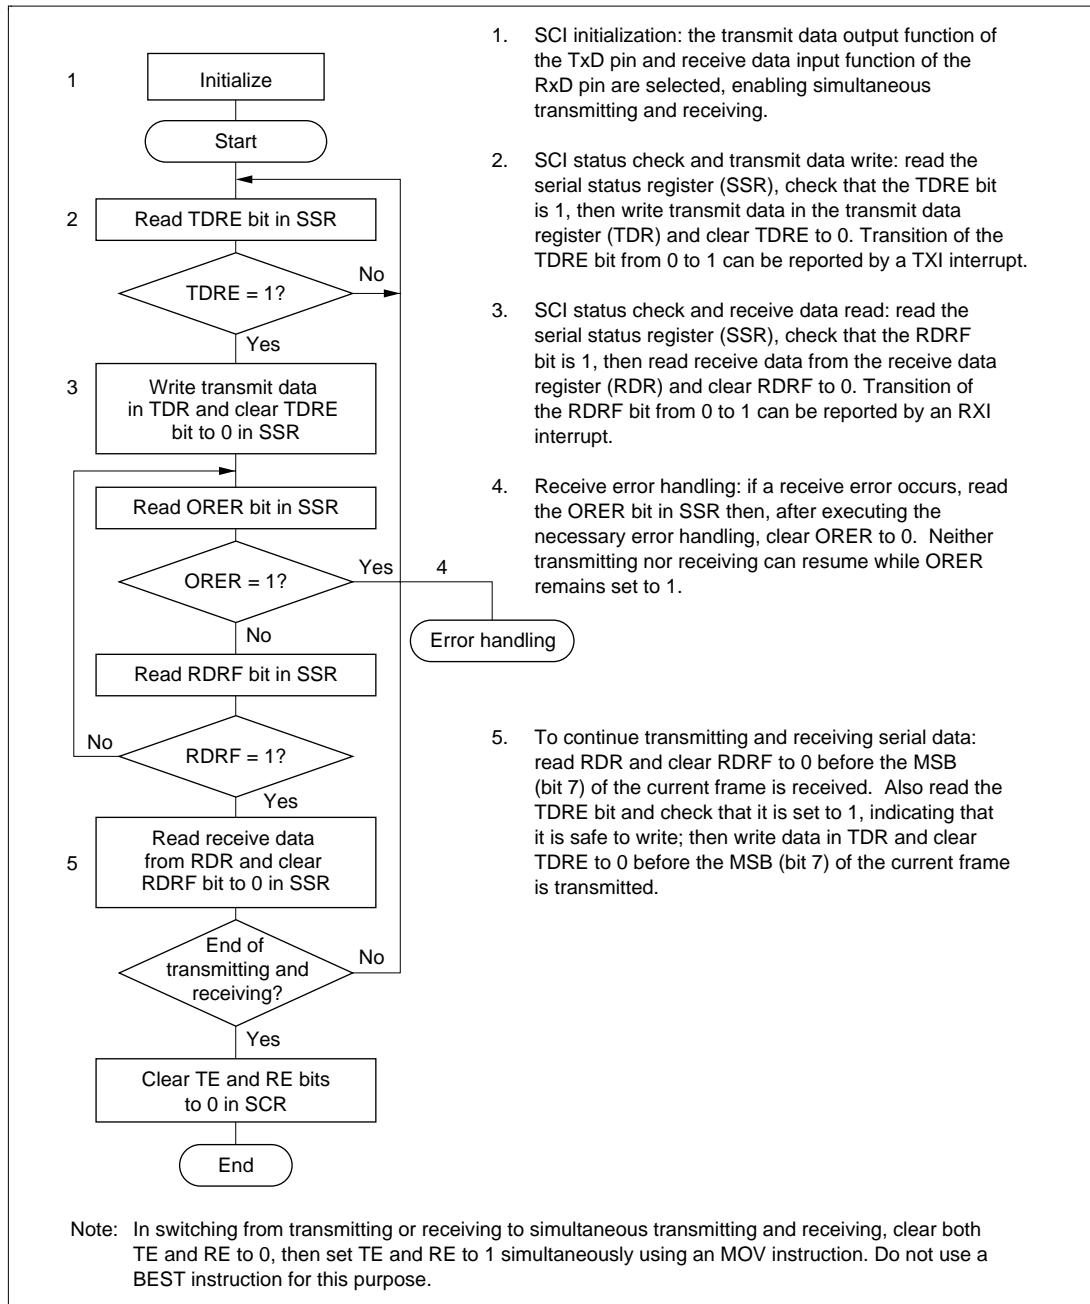 1
Initialize
Start
2
Read TDRE bit in SSR
TDRE = 1?
No
Yes
3
Write transmit data
in TDR and clear TDRE
bit to 0 in SSR
Read ORER bit in SSR
ORER = 1?
Yes
4
No
Error handling
Read RDRF bit in SSR
No
RDRF = 1?
Yes
5
Read receive data
from RDR and clear
RDRF bit to 0 in SSR
End of
transmitting and
receiving?
No
Yes
Clear TE and RE bits
to 0 in SCR
End
1. SCI initialization: the transmit data output function of
the TxD pin and receive data input function of the
RxD pin are selected, enabling simultaneous
transmitting and receiving.
2. SCI status check and transmit data write: read the
serial status register (SSR), check that the TDRE bit
is 1, then write transmit data in the transmit data
register (TDR) and clear TDRE to 0. Transition of the
TDRE bit from 0 to 1 can be reported by a TXI interrupt.
3. SCI status check and receive data read: read the
serial status register (SSR), check that the RDRF
bit is 1, then read receive data from the receive data
register (RDR) and clear RDRF to 0. Transition of
the RDRF bit from 0 to 1 can be reported by an RXI
interrupt.
4. Receive error handling: if a receive error occurs, read
the ORER bit in SSR then, after executing the
necessary error handling, clear ORER to 0. Neither
transmitting nor receiving can resume while ORER
remains set to 1.
5. To continue transmitting and receiving serial data:
read RDR and clear RDRF to 0 before the MSB
(bit 7) of the current frame is received. Also read the
TDRE bit and check that it is set to 1, indicating that
it is safe to write; then write data in TDR and clear
TDRE to 0 before the MSB (bit 7) of the current frame
is transmitted.
Note: In switching from transmitting or receiving to simultaneous transmitting and receiving, clear both
TE and RE to 0, then set TE and RE to 1 simultaneously using an MOV instruction. Do not use a
BEST instruction for this purpose.